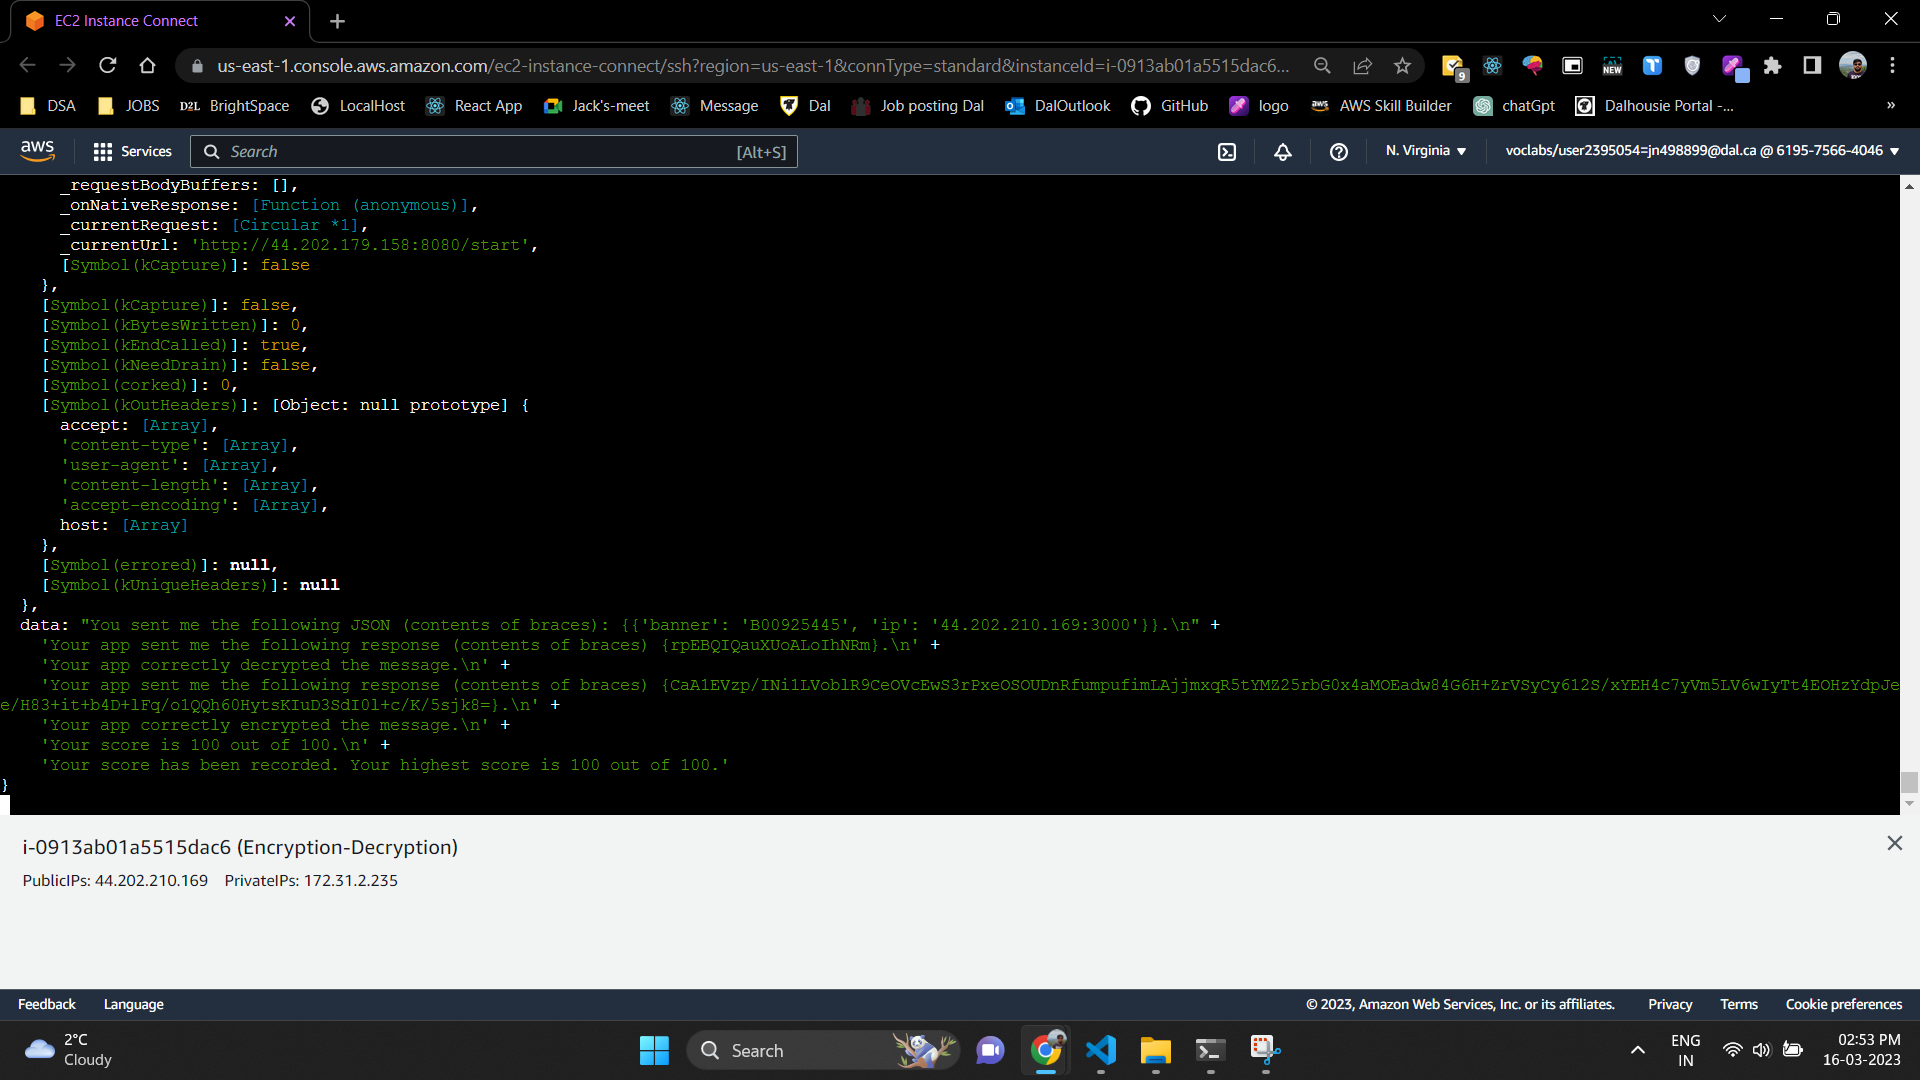 EC2 Instance Connect
us-east-1.console.aws.amazon.com/ec2-instance-connect/ssh?region=us-east-1&connType=standard&instanceId=i-0913ab01a5515dac6...
9
NEW
DSA JOBS D2L BrightSpace LocalHost React App Jack's-meet Message Dal Job posting Dal DalOutlook GitHub logo aws AWS Skill Builder chatGpt Dalhousie Portal -... »
aws Services Search [Alt+S] N. Virginia voclabs/user2395054=jn498899@dal.ca @ 6195-7566-4046
_requestBodyBuffers: [],
_onNativeResponse: [Function (anonymous)],
_currentRequest: [Circular *1],
_currentUrl: 'http://44.202.179.158:8080/start',
[Symbol(kCapture)]: false
},
[Symbol(kCapture)]: false,
[Symbol(kBytesWritten)]: 0,
[Symbol(kEndCalled)]: true,
[Symbol(kNeedDrain)]: false,
[Symbol(corked)]: 0,
[Symbol(kOutHeaders)]: [Object: null prototype] {
accept: [Array],
'content-type': [Array],
'user-agent': [Array],
'content-length': [Array],
'accept-encoding': [Array],
host: [Array]
},
[Symbol(errored)]: null,
[Symbol(kUniqueHeaders)]: null
},
data: "You sent me the following JSON (contents of braces): {{'banner': 'B00925445', 'ip': '44.202.210.169:3000'}}.\n" +
'Your app sent me the following response (contents of braces) {rpEBQIQauXUoALoIhNRm}.\n' +
'Your app correctly decrypted the message.\n' +
'Your app sent me the following response (contents of braces) {CaA1EVzp/INi1LVoblR9CeOVcEwS3rPxeOSOUDnRfumpufimLAjjmxqR5tYMZ25rbG0x4aMOEadw84G6H+ZrVSyCy612S/xYEH4c7yVm5LV6wIyTt4EOHzYdpJe
e/H83+it+b4D+lFq/o1QQh60HytsKIuD3SdI0l+c/K/5sjk8=}.\n' +
'Your app correctly encrypted the message.\n' +
'Your score is 100 out of 100.\n' +
'Your score has been recorded. Your highest score is 100 out of 100.'
}
i-0913ab01a5515dac6 (Encryption-Decryption)
PublicIPs: 44.202.210.169 PrivateIPs: 172.31.2.235
Feedback Language © 2023, Amazon Web Services, Inc. or its affiliates. Privacy Terms Cookie preferences
2°C
Cloudy
Search
ENG
IN
02:53 PM
16-03-2023